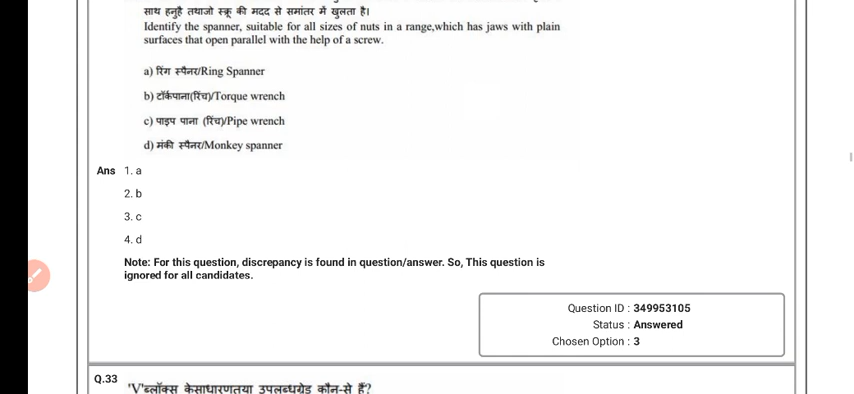 साथ हनुहै तथाजो स्क्रू की मदद से समांतर में खुलता है।
Identify the spanner, suitable for all sizes of nuts in a range,which has jaws with plain
surfaces that open parallel with the help of a screw.
a) रिंग स्पैनर/Ring Spanner
b) टॉर्कपाना(रिंच)/Torque wrench
c) पाइप पाना (रिंच)/Pipe wrench
d) मंकी स्पैनर/Monkey spanner
Ans 1. a
2. b
3. c
4. d
Note: For this question, discrepancy is found in question/answer. So, This question is
ignored for all candidates.
Question ID : 349953105
Status : Answered
Chosen Option : 3
Q.33
'V'ब्लॉक्स केसाधारणतया उपलब्धग्रेड कौन-से हैं?